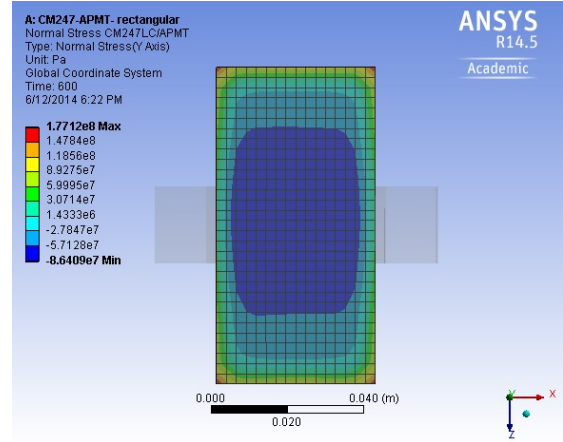 A: CM247-APMT- rectangular
Normal Stress CM247LC/APMT
Type: Normal Stress(Y Axis)
Unit: Pa
Global Coordinate System
Time: 600
6/12/2014 6:22 PM
1.7712e8 Max
1.4784e8
1.1856e8
8.9275e7
5.9995e7
3.0714e7
1.4333e6
-2.7847e7
-5.7128e7
-8.6409e7 Min
ANSYS
R14.5
Academic
0.000
0.040 (m)
0.020
Y
X
Z